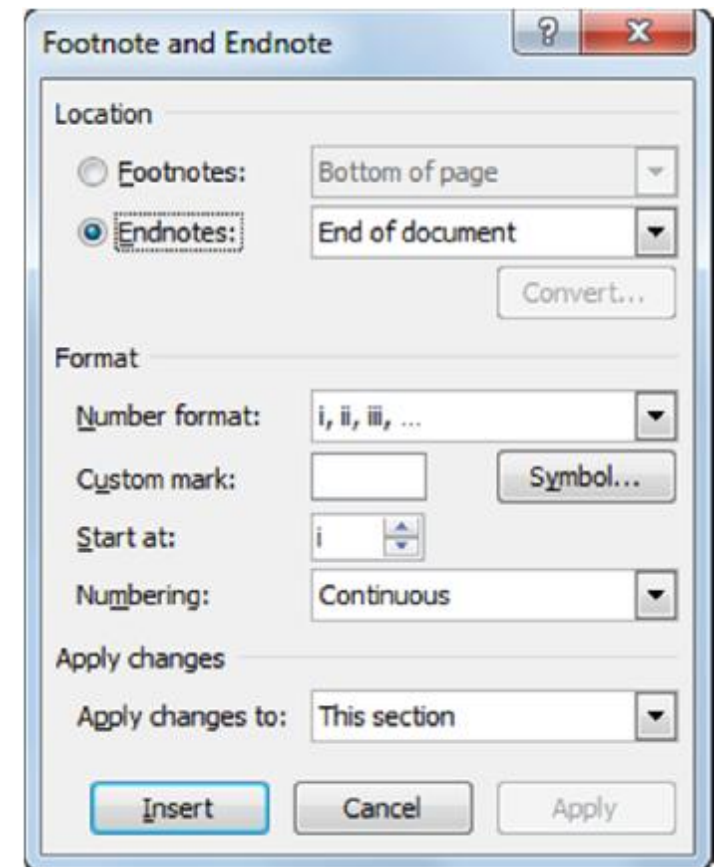 Footnote and Endnote
Location
Footnotes: Bottom of page
Endnotes: End of document
Convert...
Format
Number format: i, ii, iii, ...
Custom mark: Symbol...
Start at: i
Numbering: Continuous
Apply changes
Apply changes to: This section
Insert Cancel Apply